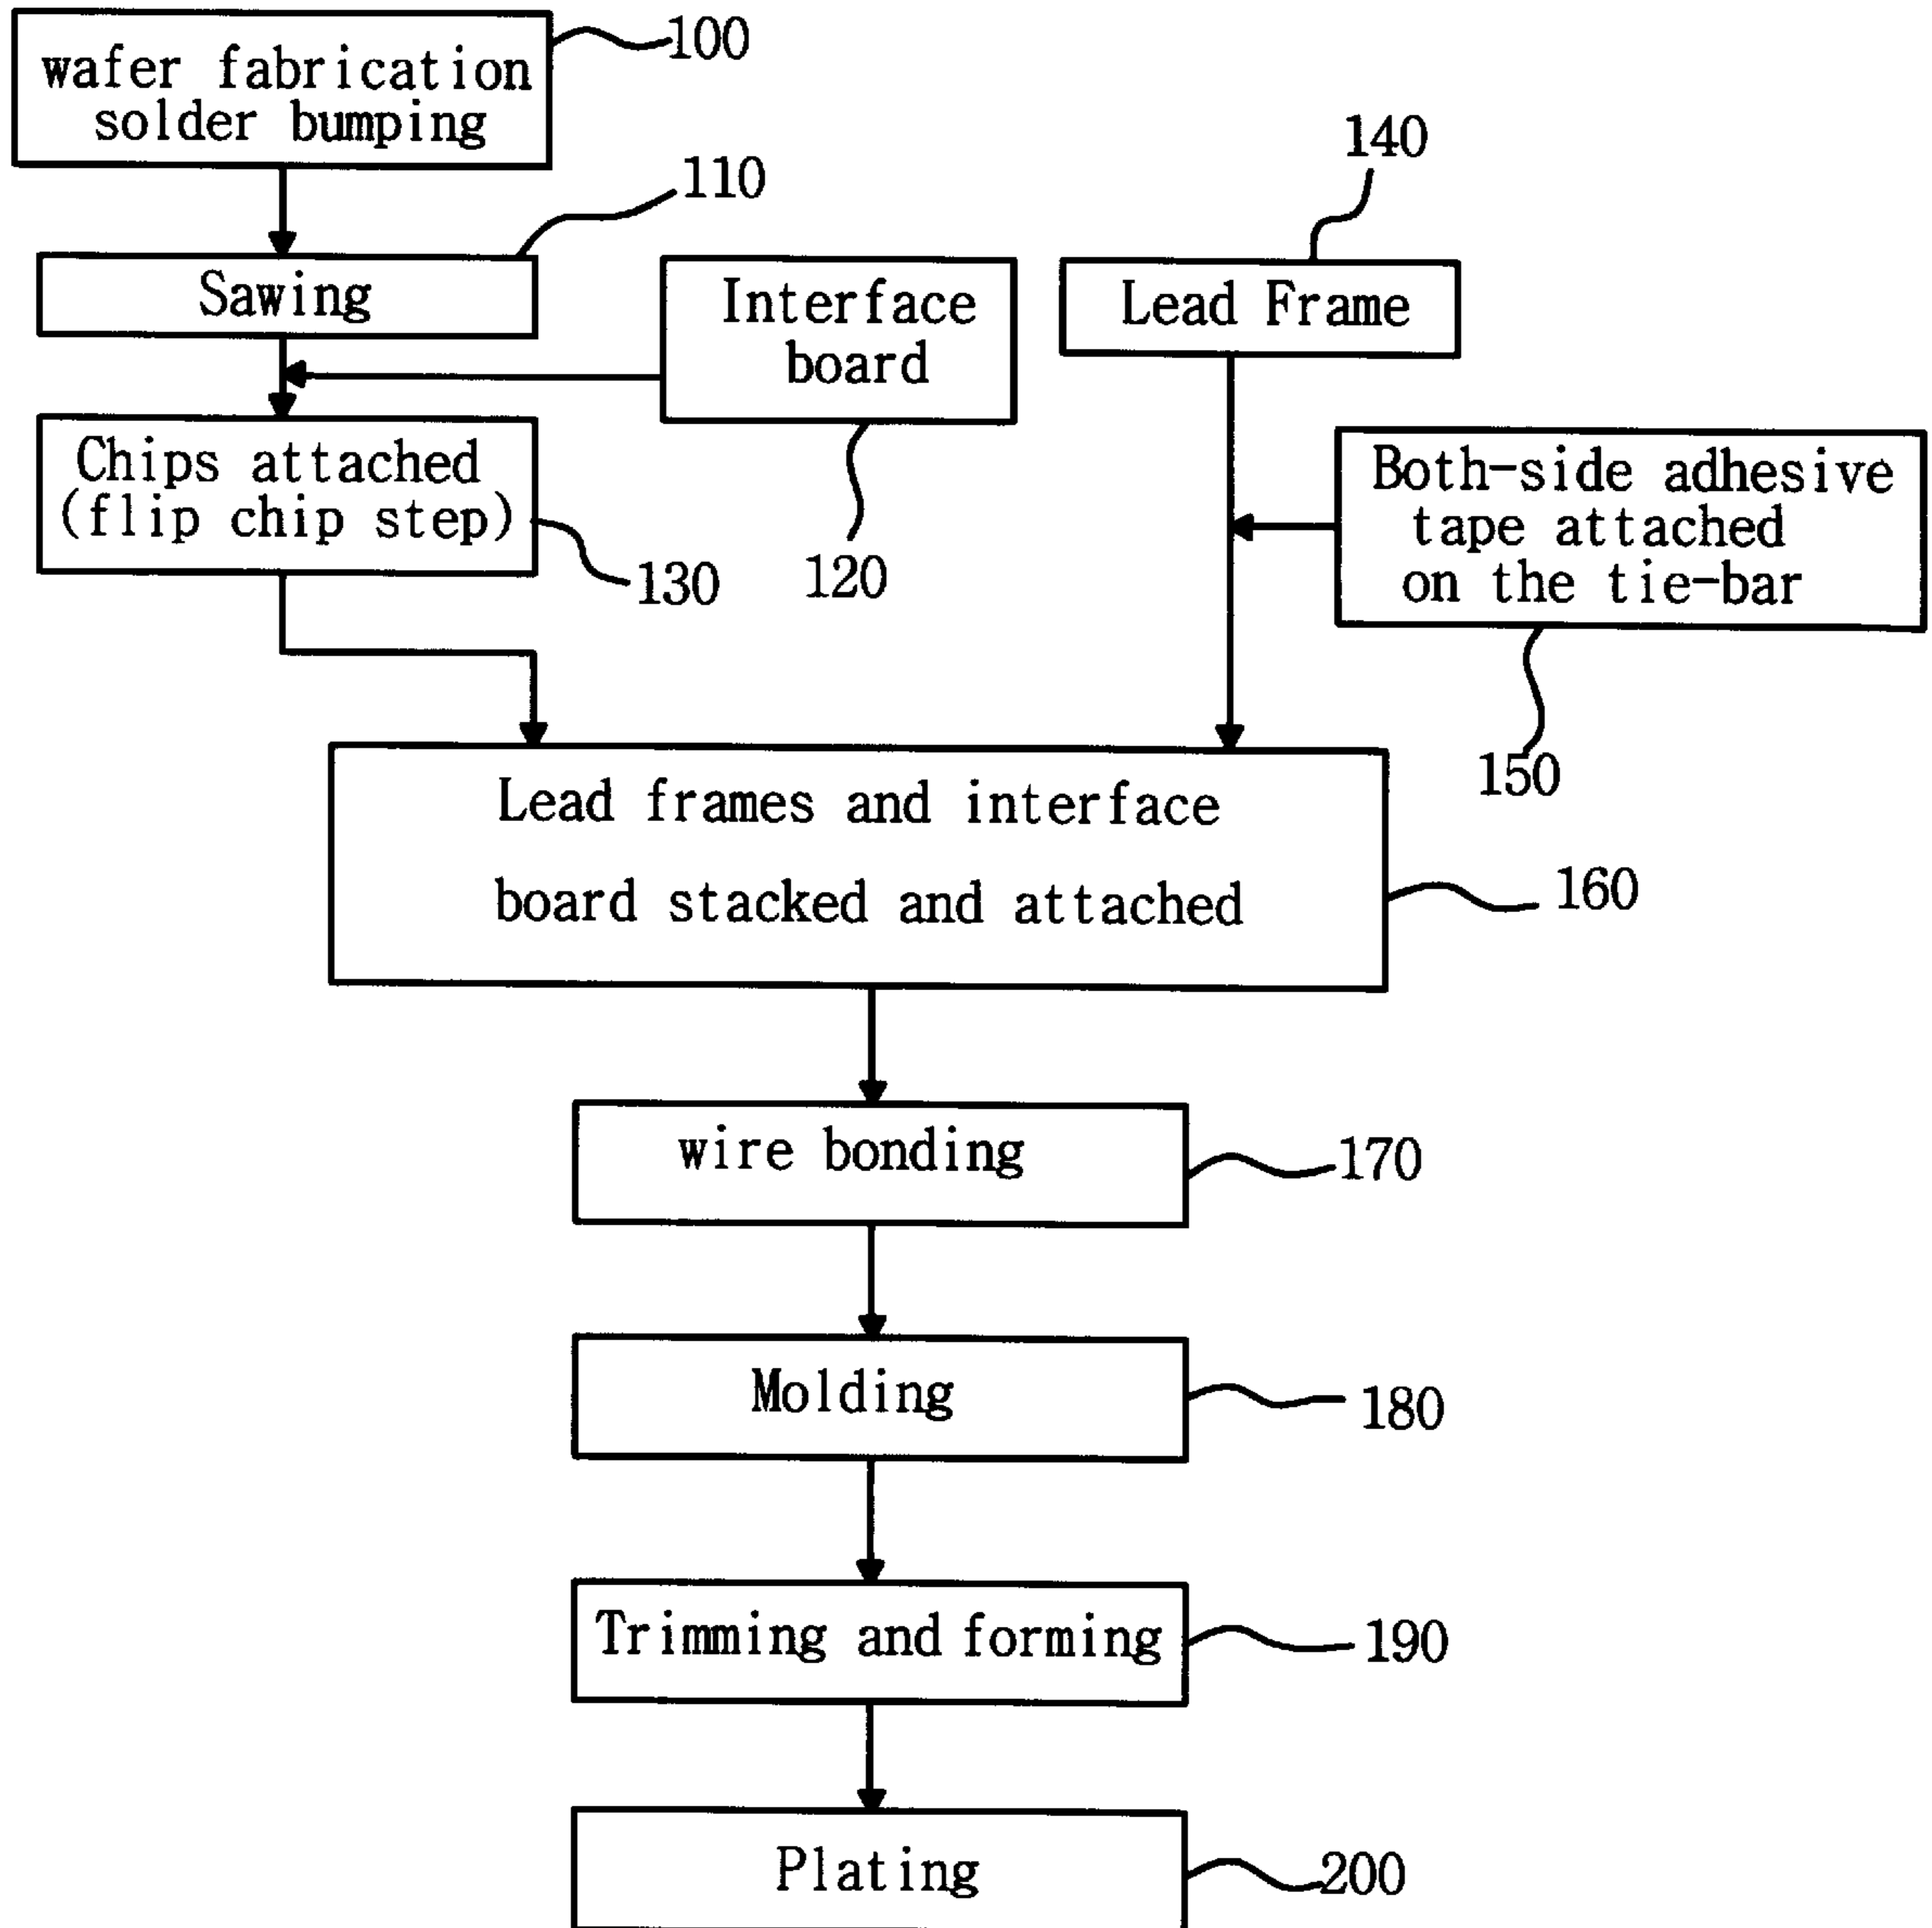 wafer fabrication
solder bumping
100
Sawing
110
Interface
board
120
Lead Frame
140
Chips attached
(flip chip step)
130
Both-side adhesive
tape attached
on the tie-bar
150
Lead frames and interface
board stacked and attached
160
wire bonding
170
Molding
180
Trimming and forming
190
Plating
200